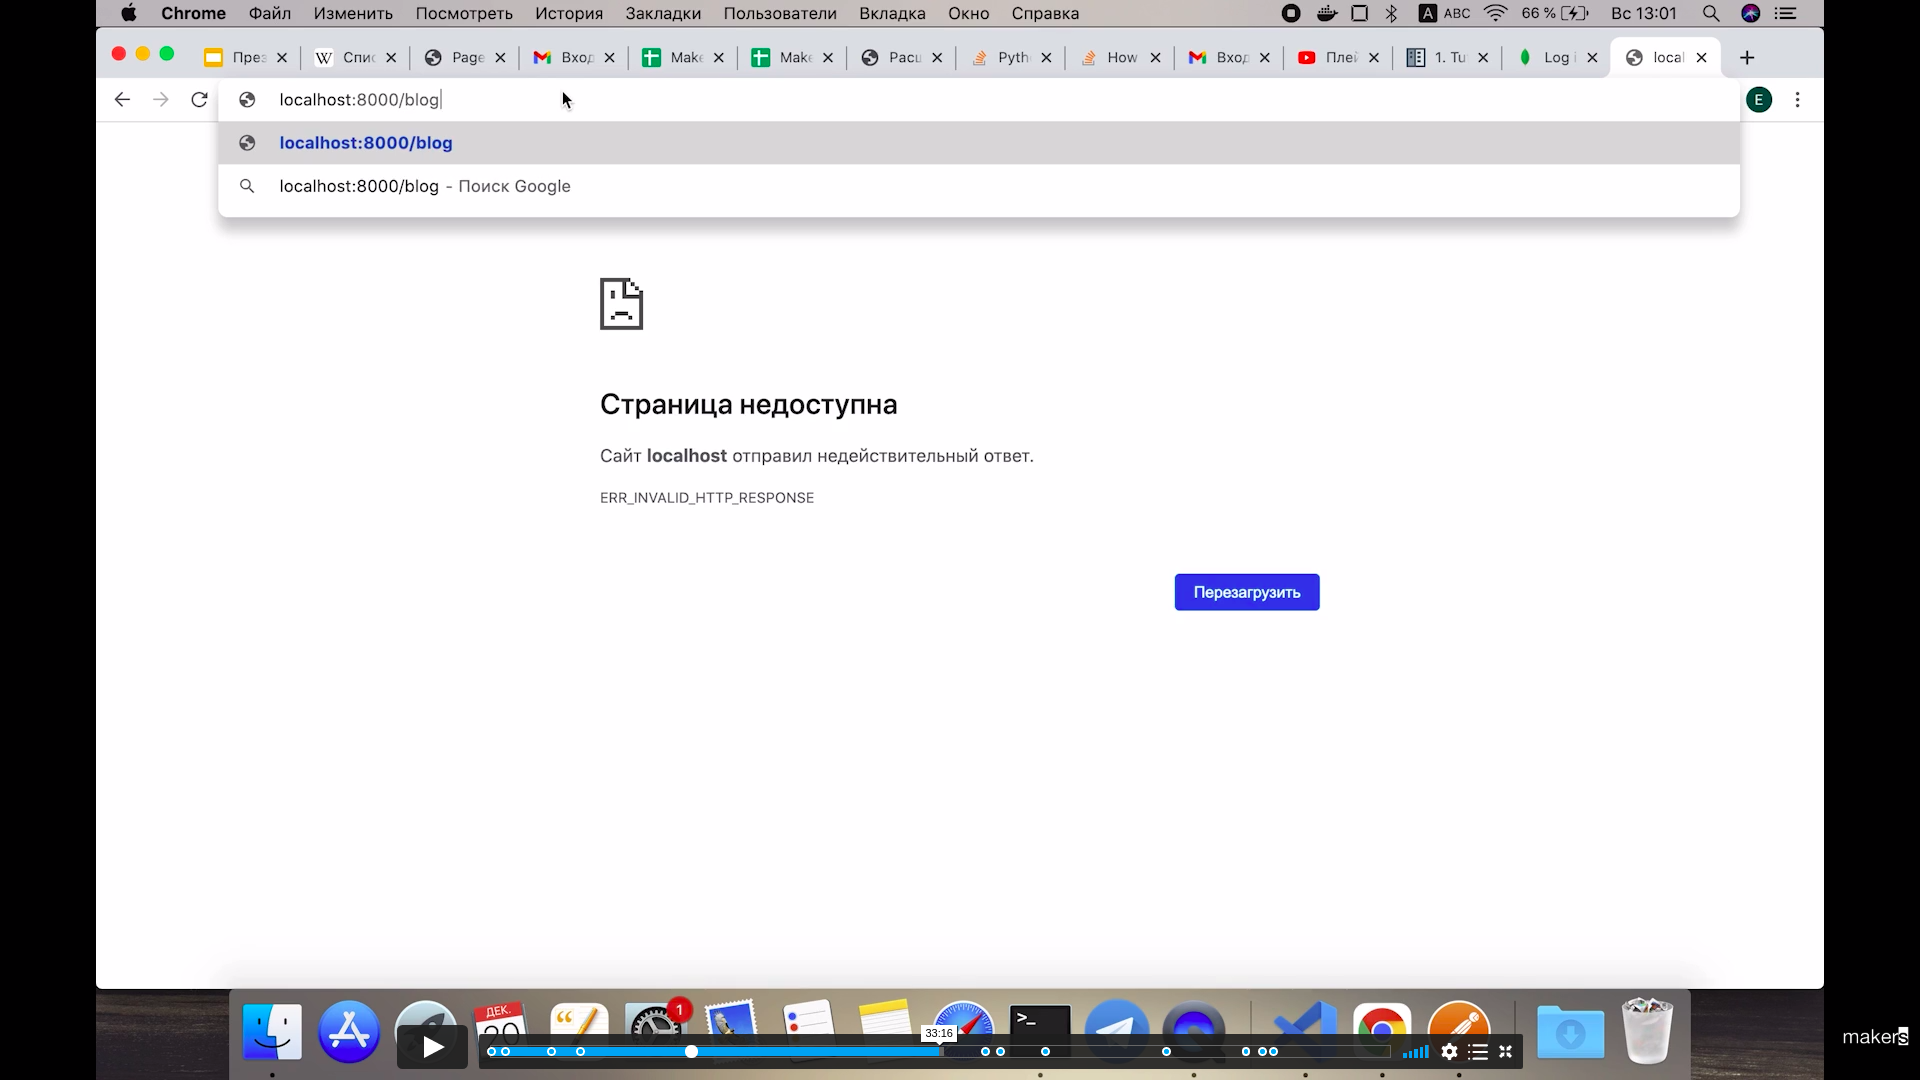 Chrome Файл Изменить Посмотреть История Закладки Пользователи Вкладка Окно Справка A ABC 66 % Вс 13:01
През Спис Page Вход Make Make Расш Pyth How Вход Плей 1. Tu Log i local
localhost:8000/blog E
localhost:8000/blog
localhost:8000/blog - Поиск Google
Страница недоступна
Сайт localhost отправил недействительный ответ.
ERR_INVALID_HTTP_RESPONSE
Перезагрузить
ДЕК.
1
33:16
makers